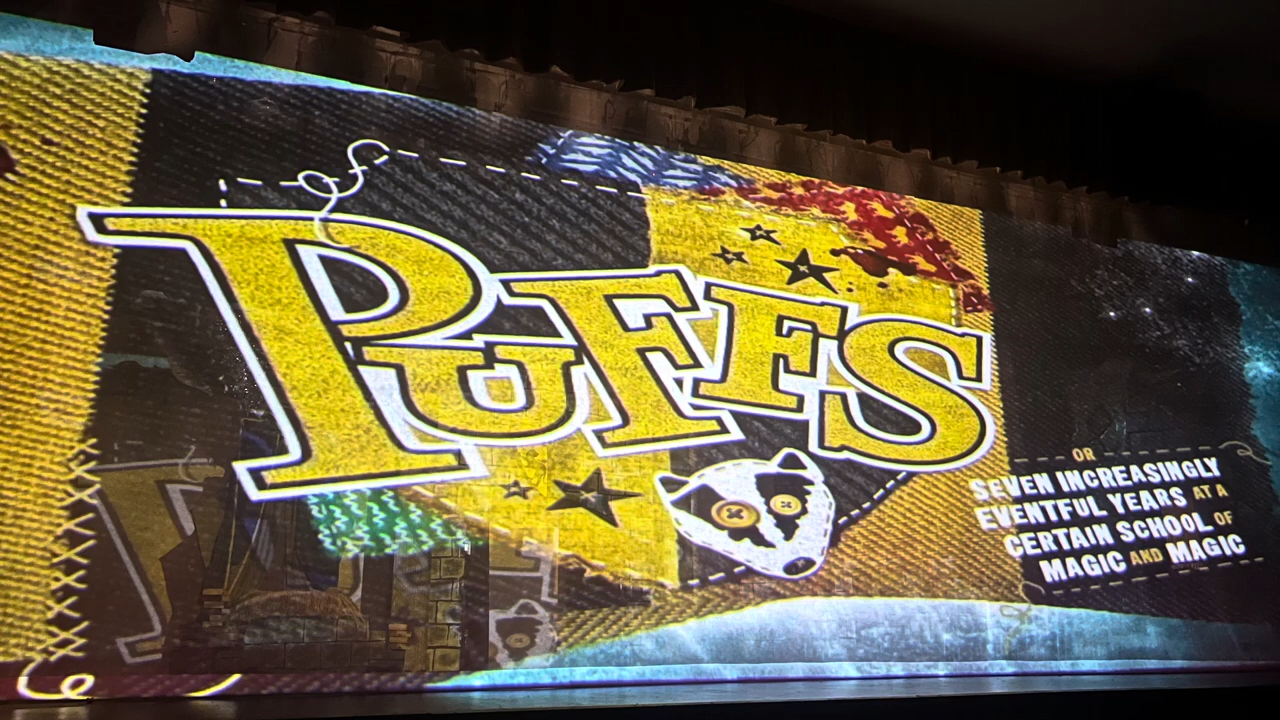 PUFFS
OR
SEVEN INCREASINGLY
EVENTFUL YEARS AT A
CERTAIN SCHOOL OF
MAGIC AND MAGIC